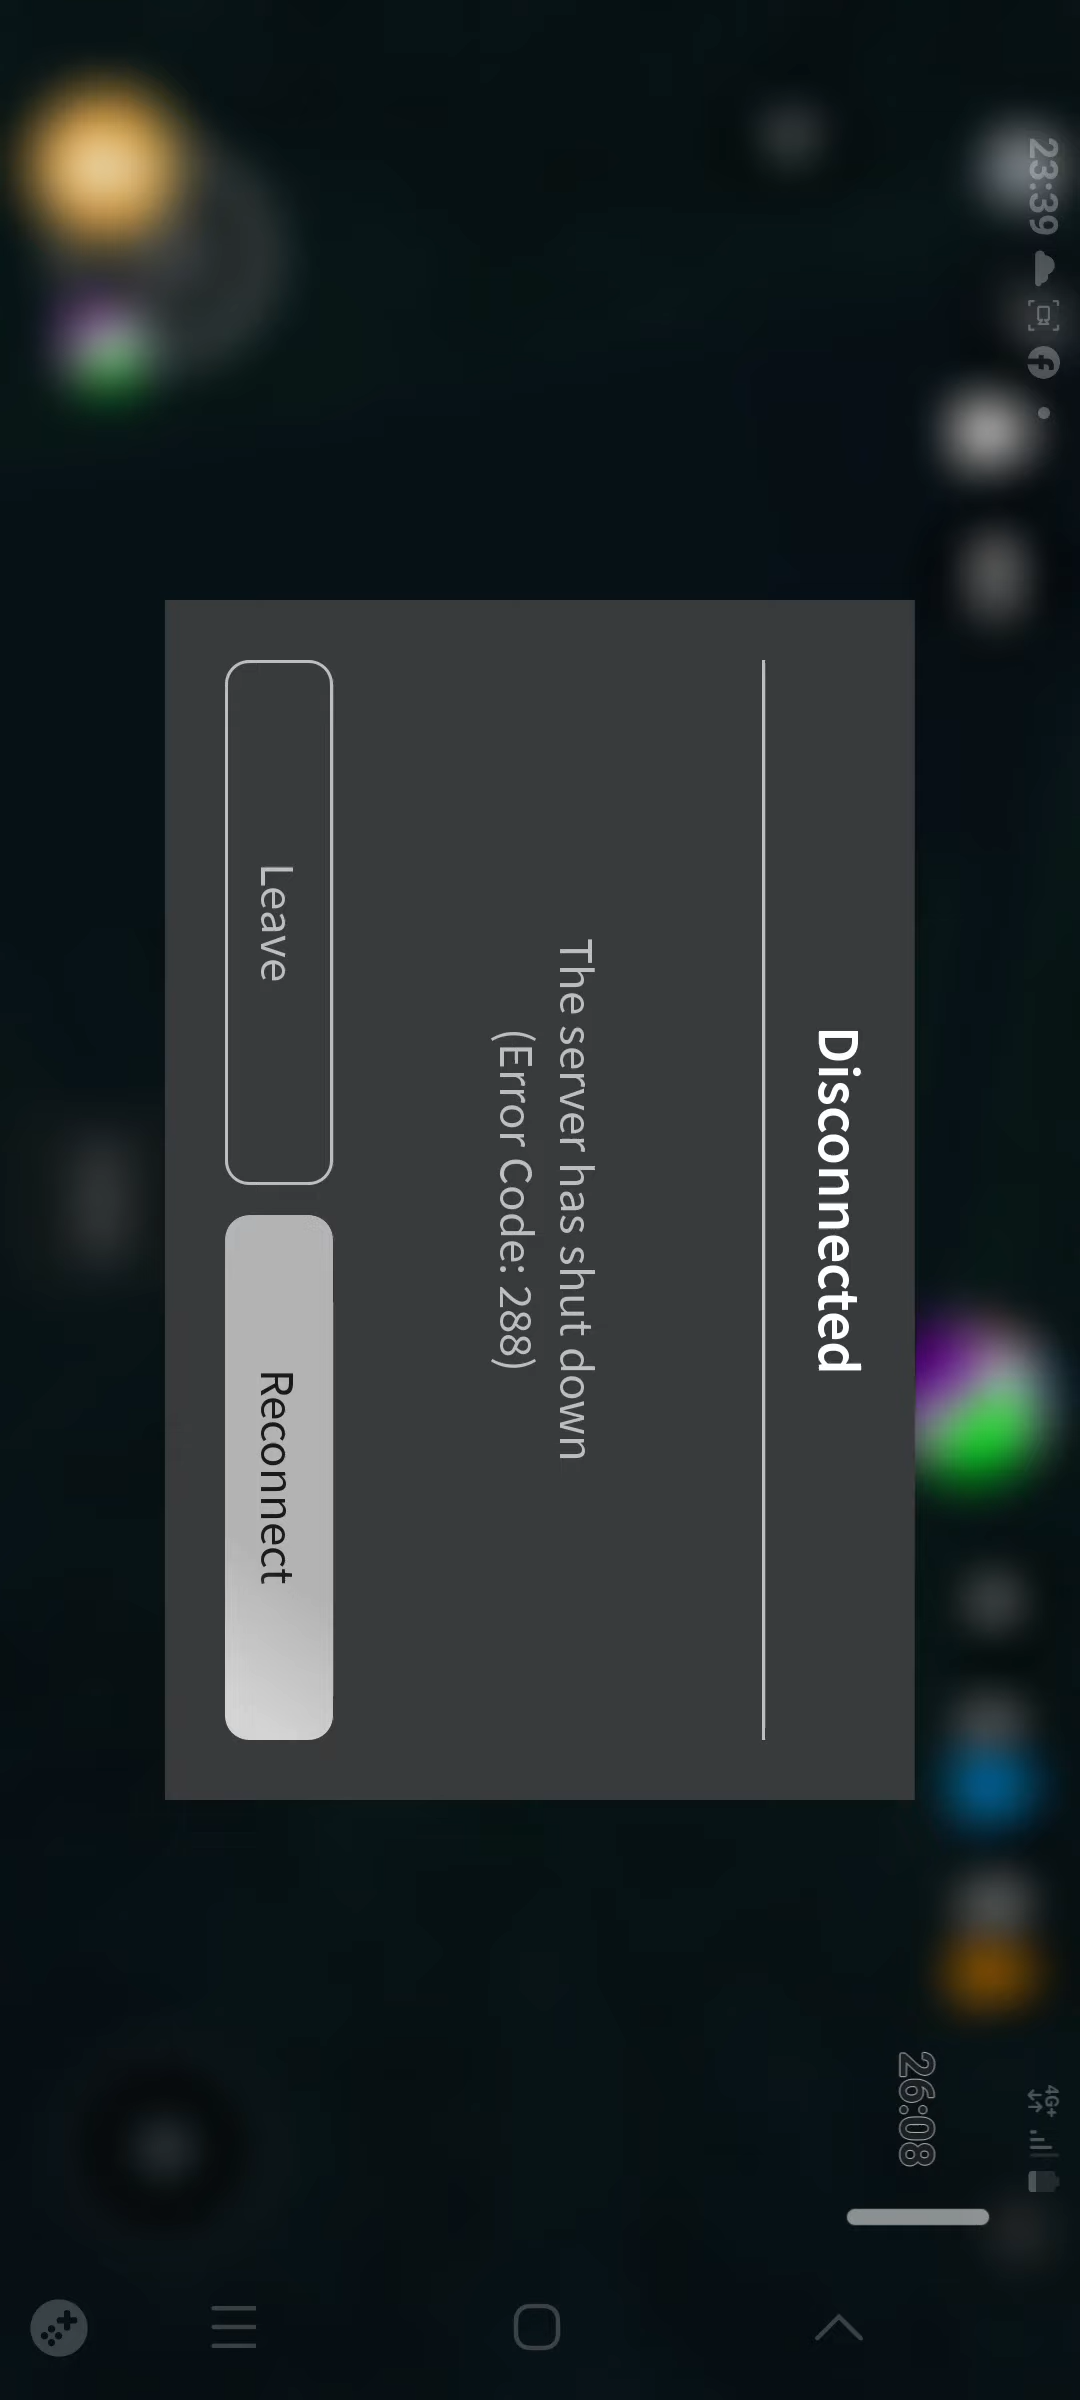 23:39
4G+
26:08
Disconnected
The server has shut down
(Error Code: 288)
Leave
Reconnect